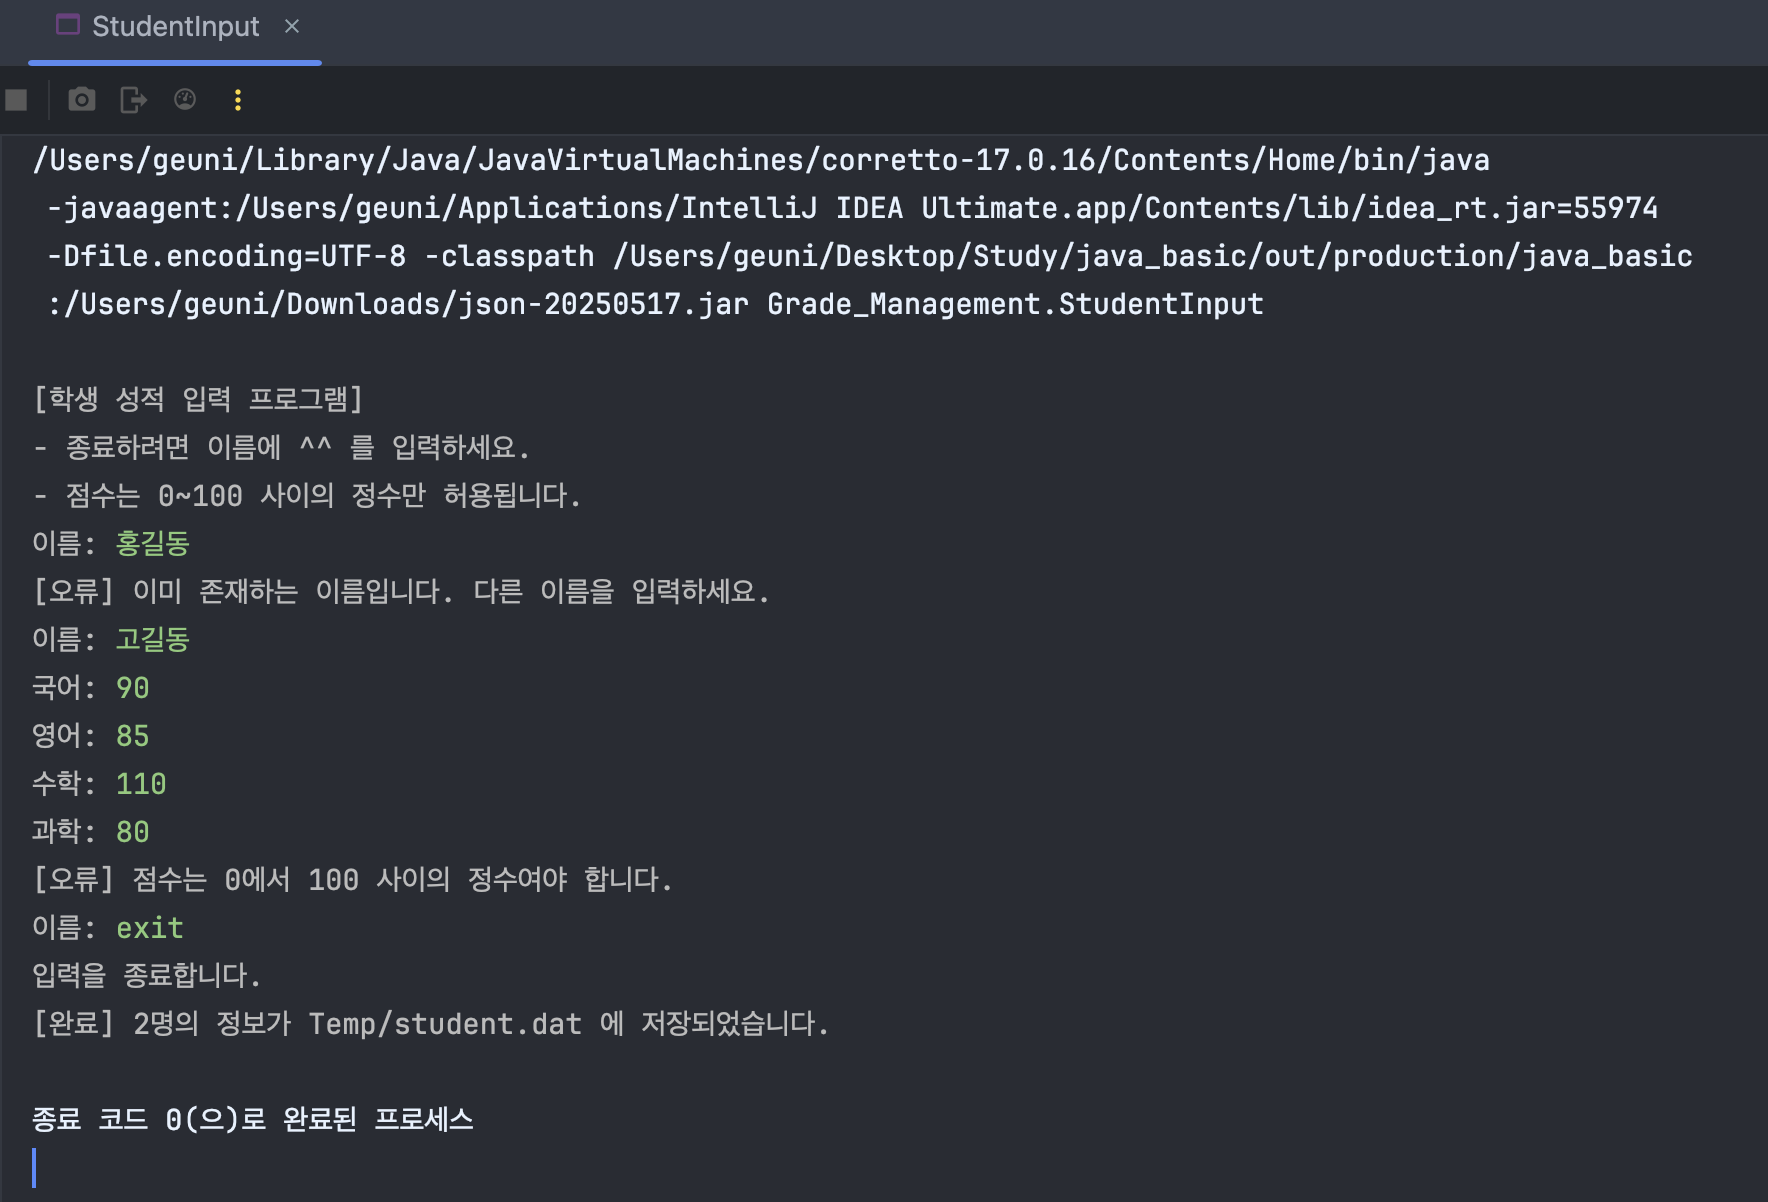 StudentInput
/Users/geuni/Library/Java/JavaVirtualMachines/corretto-17.0.16/Contents/Home/bin/java
-javaagent:/Users/geuni/Applications/IntelliJ IDEA Ultimate.app/Contents/lib/idea_rt.jar=55974
-Dfile.encoding=UTF-8 -classpath /Users/geuni/Desktop/Study/java_basic/out/production/java_basic
:/Users/geuni/Downloads/json-20250517.jar Grade_Management.StudentInput
[학생 성적 입력 프로그램]
- 종료하려면 이름에 ^^ 를 입력하세요.
- 점수는 0~100 사이의 정수만 허용됩니다.
이름: 홍길동
[오류] 이미 존재하는 이름입니다. 다른 이름을 입력하세요.
이름: 고길동
국어: 90
영어: 85
수학: 110
과학: 80
[오류] 점수는 0에서 100 사이의 정수여야 합니다.
이름: exit
입력을 종료합니다.
[완료] 2명의 정보가 Temp/student.dat 에 저장되었습니다.
종료 코드 0(으)로 완료된 프로세스